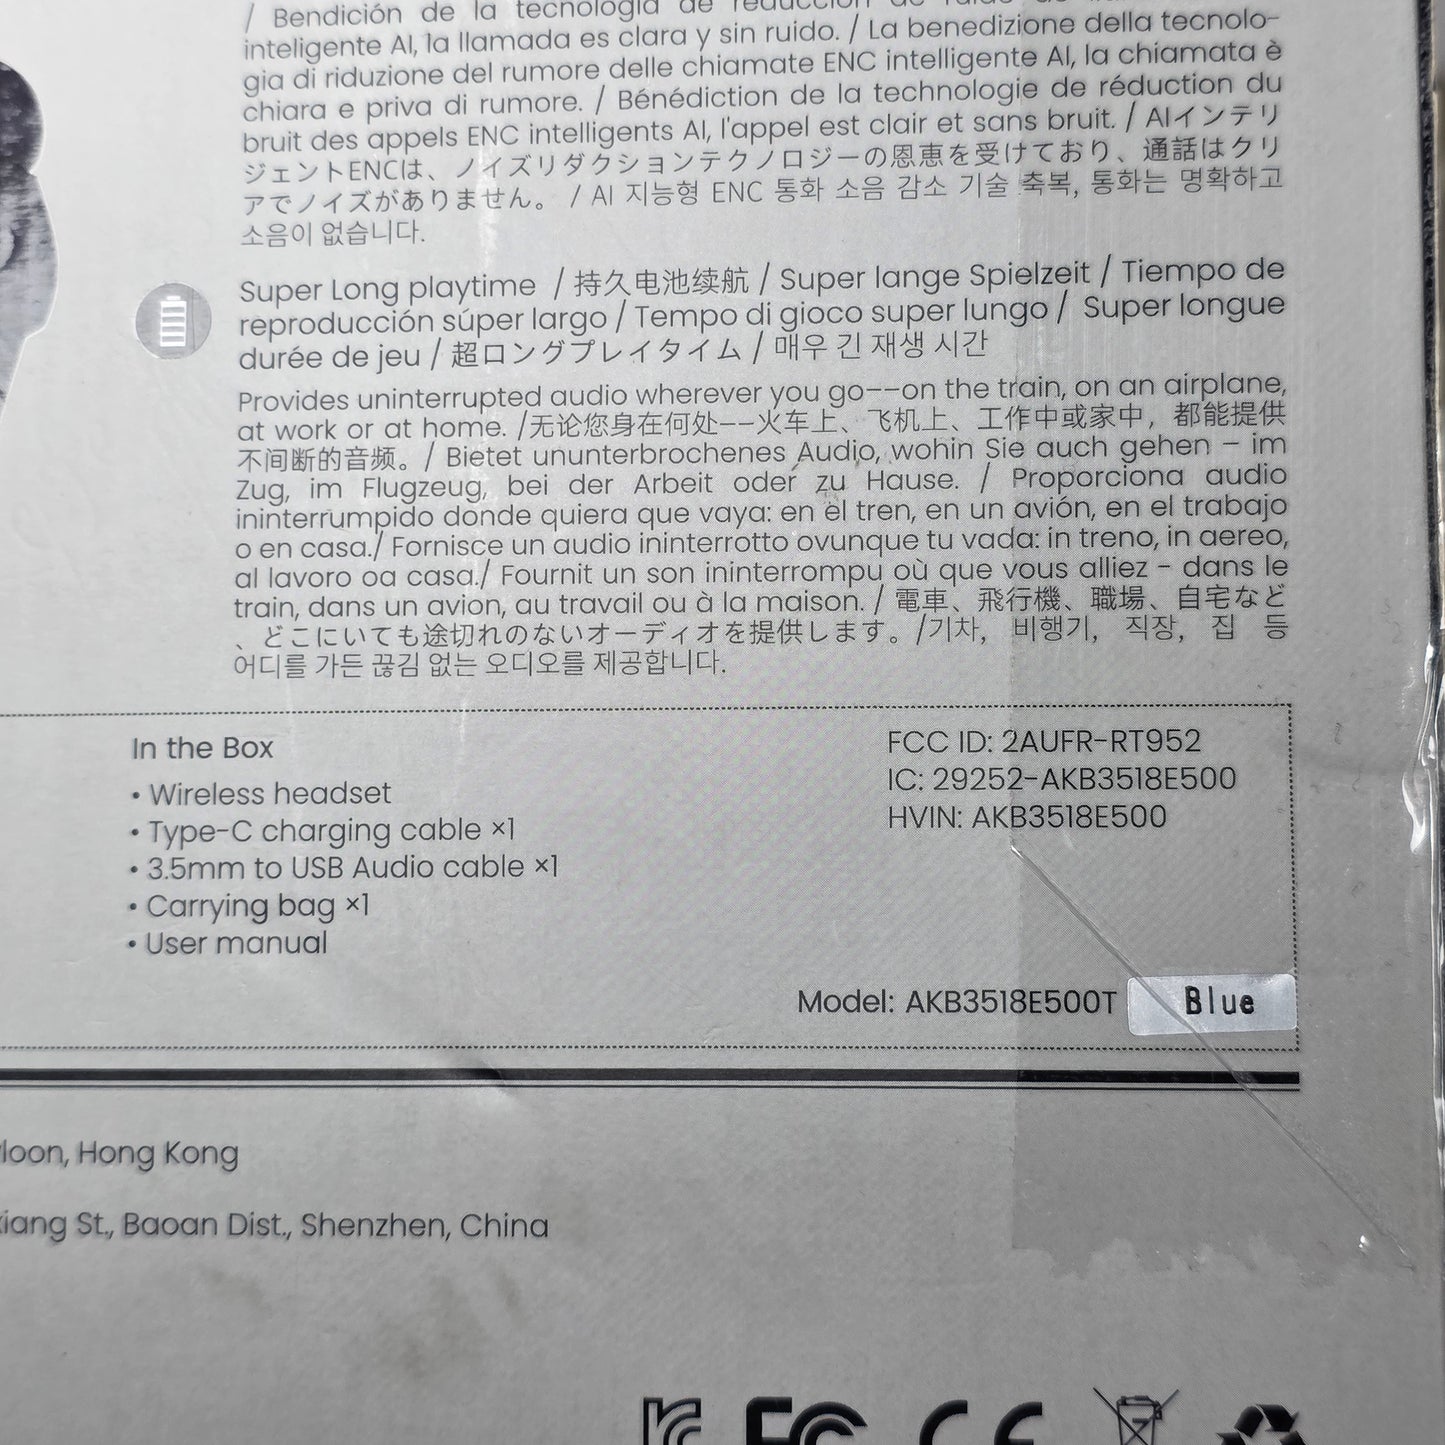 / Bendición de la tecnología de reducción de ruido de
inteligente AI, la llamada es clara y sin ruido. / La benedizione della tecnolo-
gia di riduzione del rumore delle chiamate ENC intelligente AI, la chiamata è
chiara e priva di rumore. / Bénédiction de la technologie de réduction du
bruit des appels ENC intelligents AI, l'appel est clair et sans bruit. / AIインテリ
ジェントENCは、ノイズリダクションテクノロジーの恩恵を受けており、通話はクリ
アでノイズがありません。 / AI 지능형 ENC 통화 소음 감소 기술 축복, 통화는 명확하고
소음이 없습니다.
Super Long playtime / 持久电池续航 / Super lange Spielzeit / Tiempo de
reproducción súper largo / Tempo di gioco super lungo / Super longue
durée de jeu / 超ロングプレイタイム / 매우 긴 재생 시간
Provides uninterrupted audio wherever you go--on the train, on an airplane,
at work or at home. /无论您身在何处--火车上、飞机上、工作中或家中，都能提供
不间断的音频。/ Bietet ununterbrochenes Audio, wohin Sie auch gehen – im
Zug, im Flugzeug, bei der Arbeit oder zu Hause. / Proporciona audio
ininterrumpido donde quiera que vaya: en el tren, en un avión, en el trabajo
o en casa./ Fornisce un audio ininterrotto ovunque tu vada: in treno, in aereo,
al lavoro oa casa./ Fournit un son ininterrompu où que vous alliez - dans le
train, dans un avion, au travail ou à la maison. / 電車、飛行機、職場、自宅など
、どこにいても途切れのないオーディオを提供します。/기차, 비행기, 직장, 집 등
어디를 가든 끊김 없는 오디오를 제공합니다.
In the Box
• Wireless headset
• Type-C charging cable ×1
• 3.5mm to USB Audio cable ×1
• Carrying bag ×1
• User manual
FCC ID: 2AUFR-RT952
IC: 29252-AKB3518E500
HVIN: AKB3518E500
Model: AKB3518E500T Blue
loon, Hong Kong
iang St., Baoan Dist., Shenzhen, China
FC CE